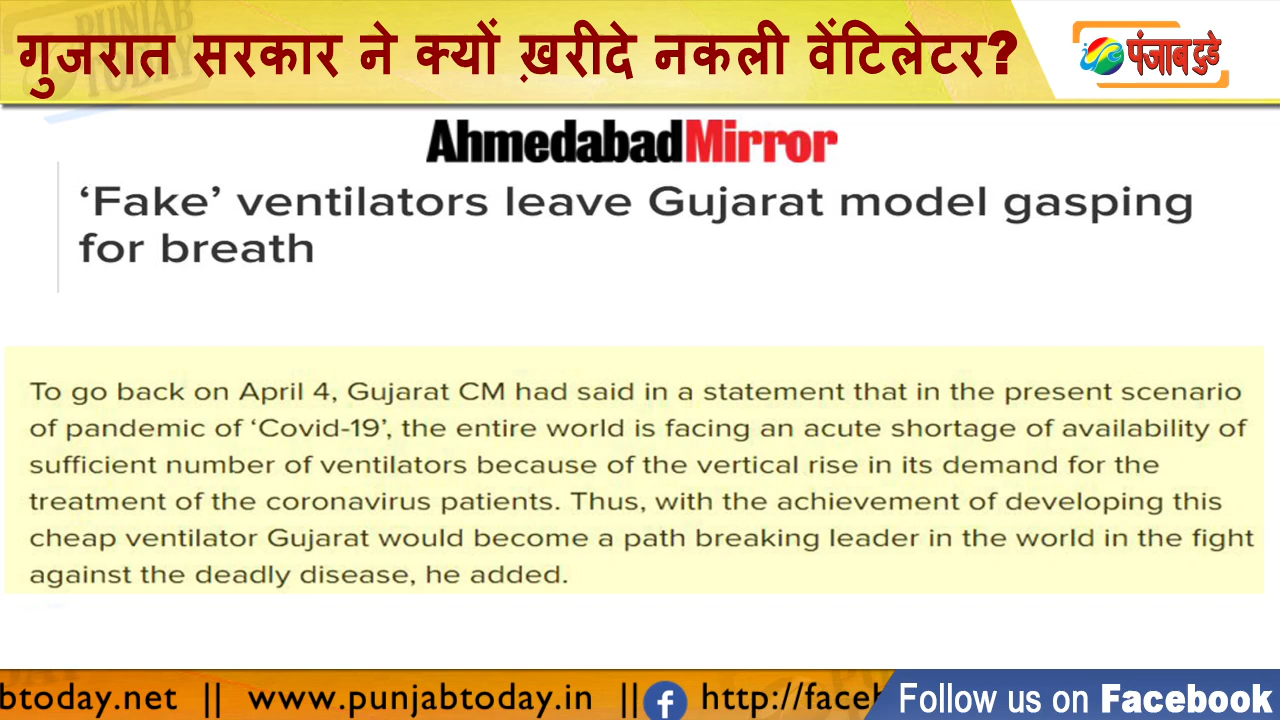 गुजरात सरकार ने क्यों ख़रीदे नकली वेंटिलेटर?
पंजाब टुडे
PUNJAB
TODAY
AhmedabadMirror
‘Fake’ ventilators leave Gujarat model gasping
for breath
To go back on April 4, Gujarat CM had said in a statement that in the present scenario
of pandemic of ‘Covid-19’, the entire world is facing an acute shortage of availability of
sufficient number of ventilators because of the vertical rise in its demand for the
treatment of the coronavirus patients. Thus, with the achievement of developing this
cheap ventilator Gujarat would become a path breaking leader in the world in the fight
against the deadly disease, he added.
btoday.net || www.punjabtoday.in || f http://faceb
Follow us on Facebook